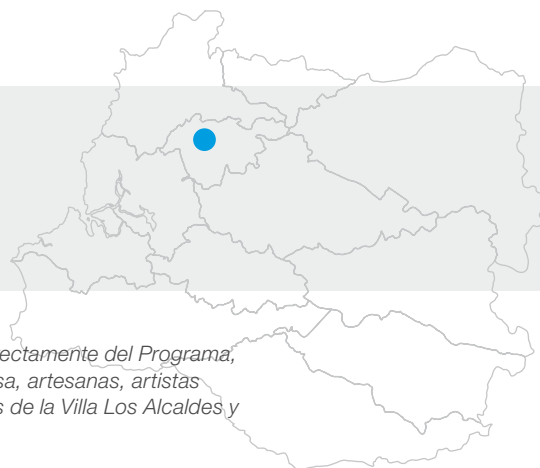 ectamente del Programa,
sa, artesanas, artistas
s de la Villa Los Alcaldes y